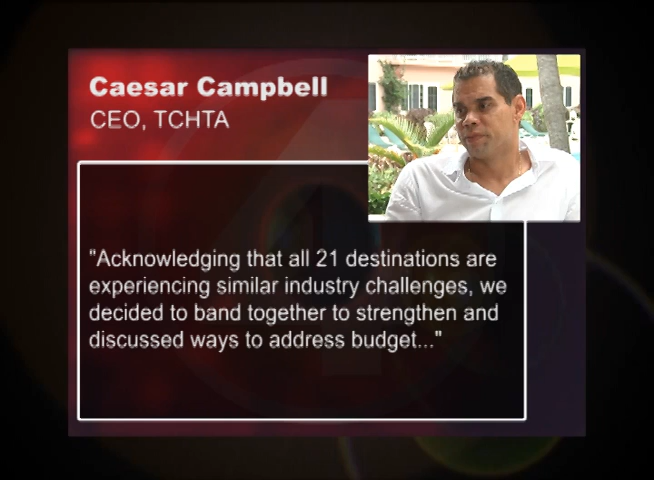 Caesar Campbell
CEO, TCHTA
"Acknowledging that all 21 destinations are
experiencing similar industry challenges, we
decided to band together to strengthen and
discussed ways to address budget..."